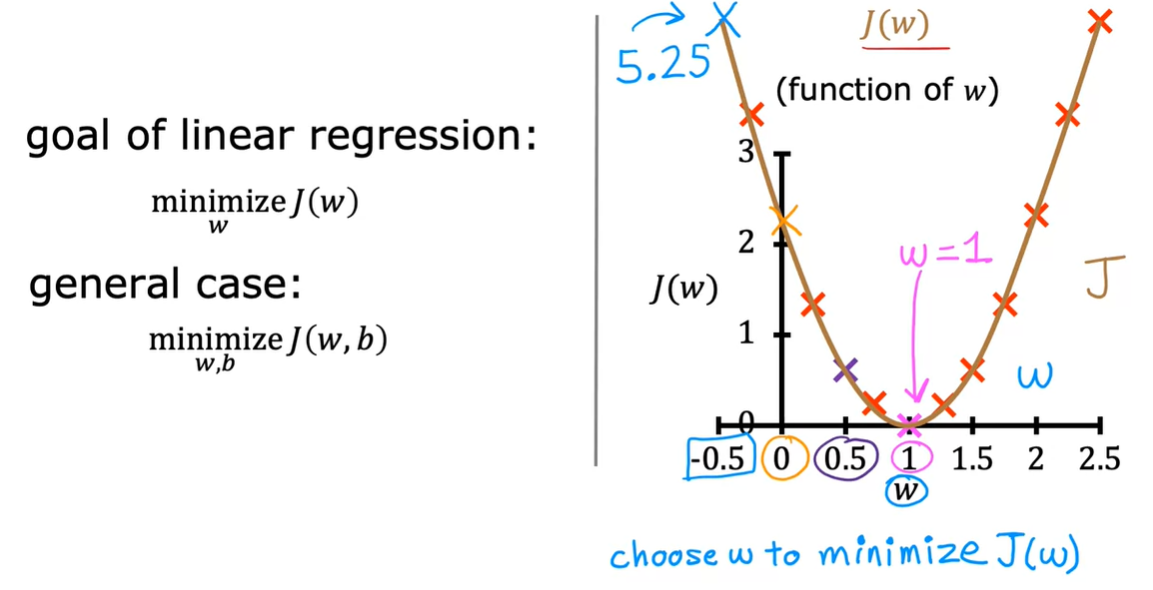 goal of linear regression:
minimize J(w)
w
general case:
minimize J(w, b)
w,b
5.25
J(w)
(function of w)
3
2
w=1
J(w)
J
1
w
0
-0.5 0 0.5 1 1.5 2 2.5
w
choose w to minimize J(w)